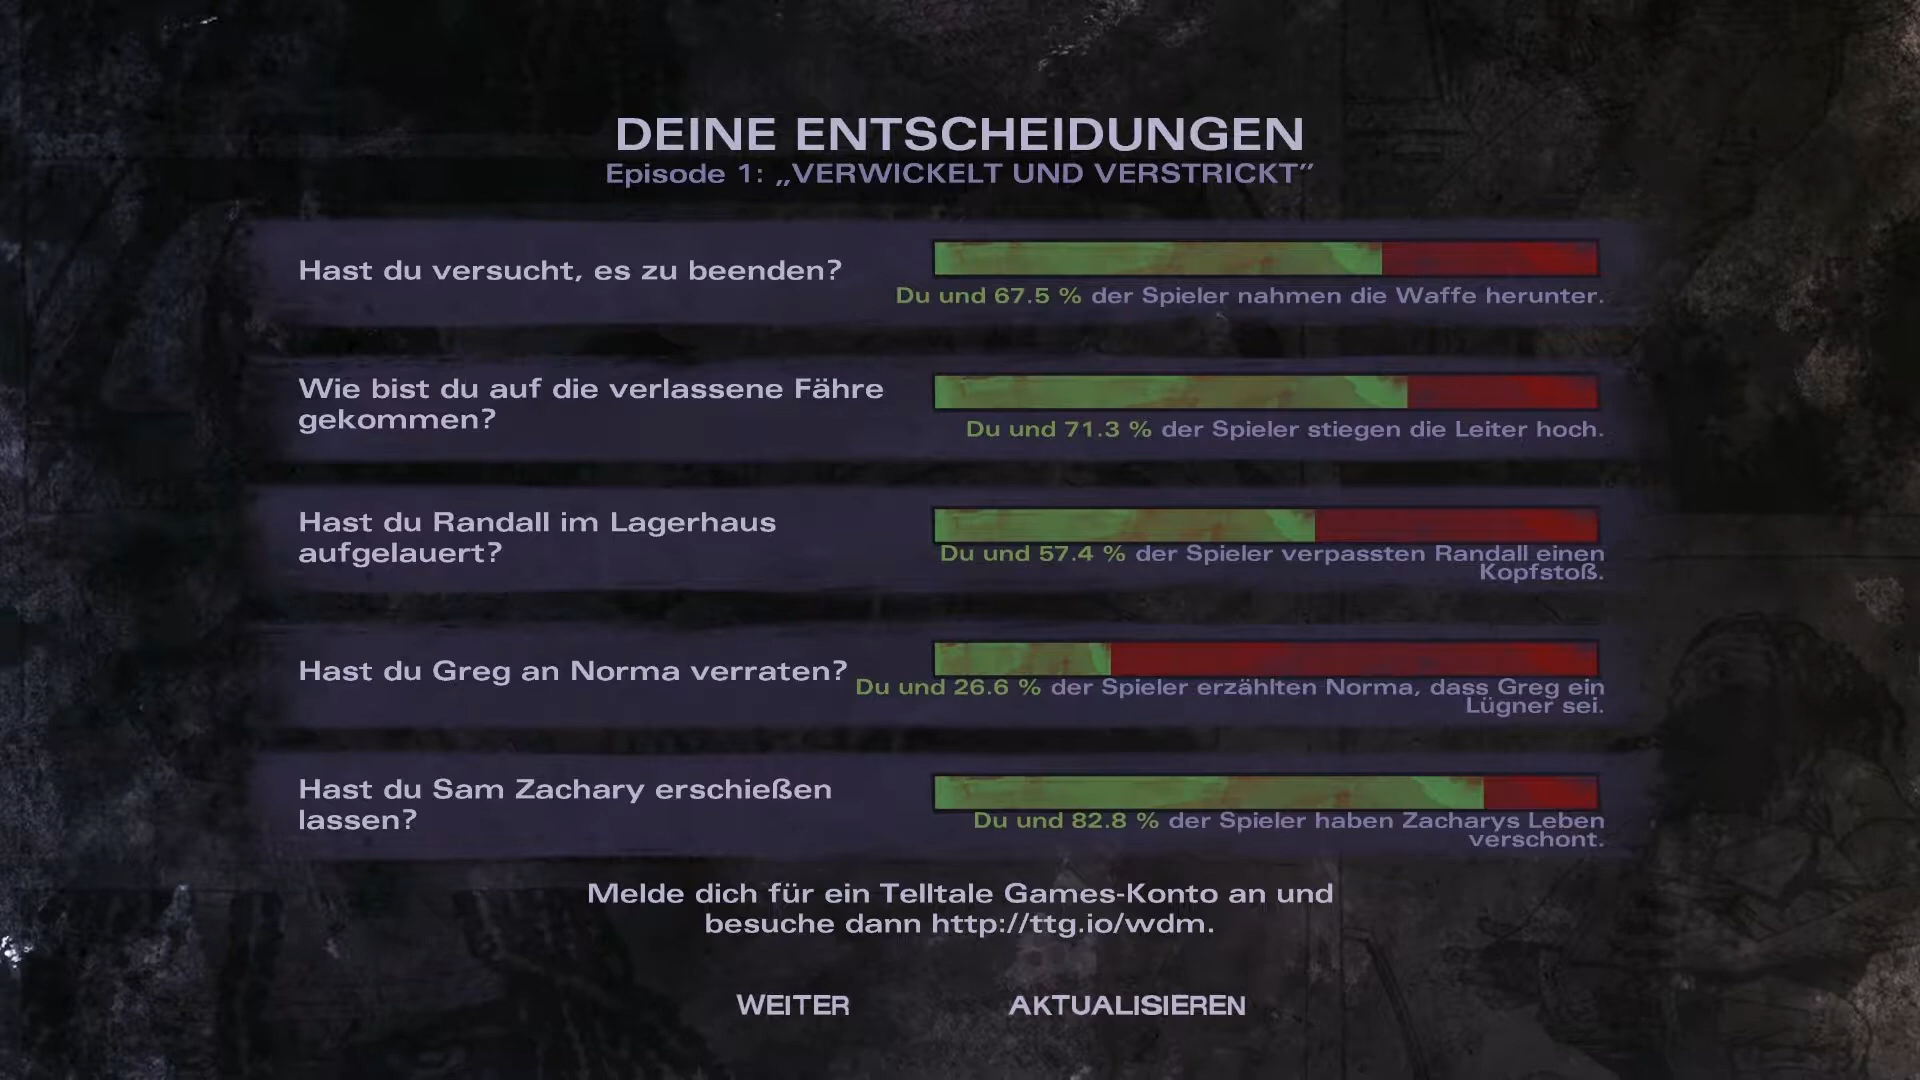 DEINE ENTSCHEIDUNGEN
Episode 1: „VERWICKELT UND VERSTRICKT”
Hast du versucht, es zu beenden?
Du und 67.5 % der Spieler nahmen die Waffe herunter.
Wie bist du auf die verlassene Fähre
gekommen?
Du und 71.3 % der Spieler stiegen die Leiter hoch.
Hast du Randall im Lagerhaus
aufgelauert?
Du und 57.4 % der Spieler verpassten Randall einen
Kopfstoß.
Hast du Greg an Norma verraten?
Du und 26.6 % der Spieler erzählten Norma, dass Greg ein
Lügner sei.
Hast du Sam Zachary erschießen
lassen?
Du und 82.8 % der Spieler haben Zacharys Leben
verschont.
Melde dich für ein Telltale Games-Konto an und
besuche dann http://ttg.io/wdm.
WEITER AKTUALISIEREN